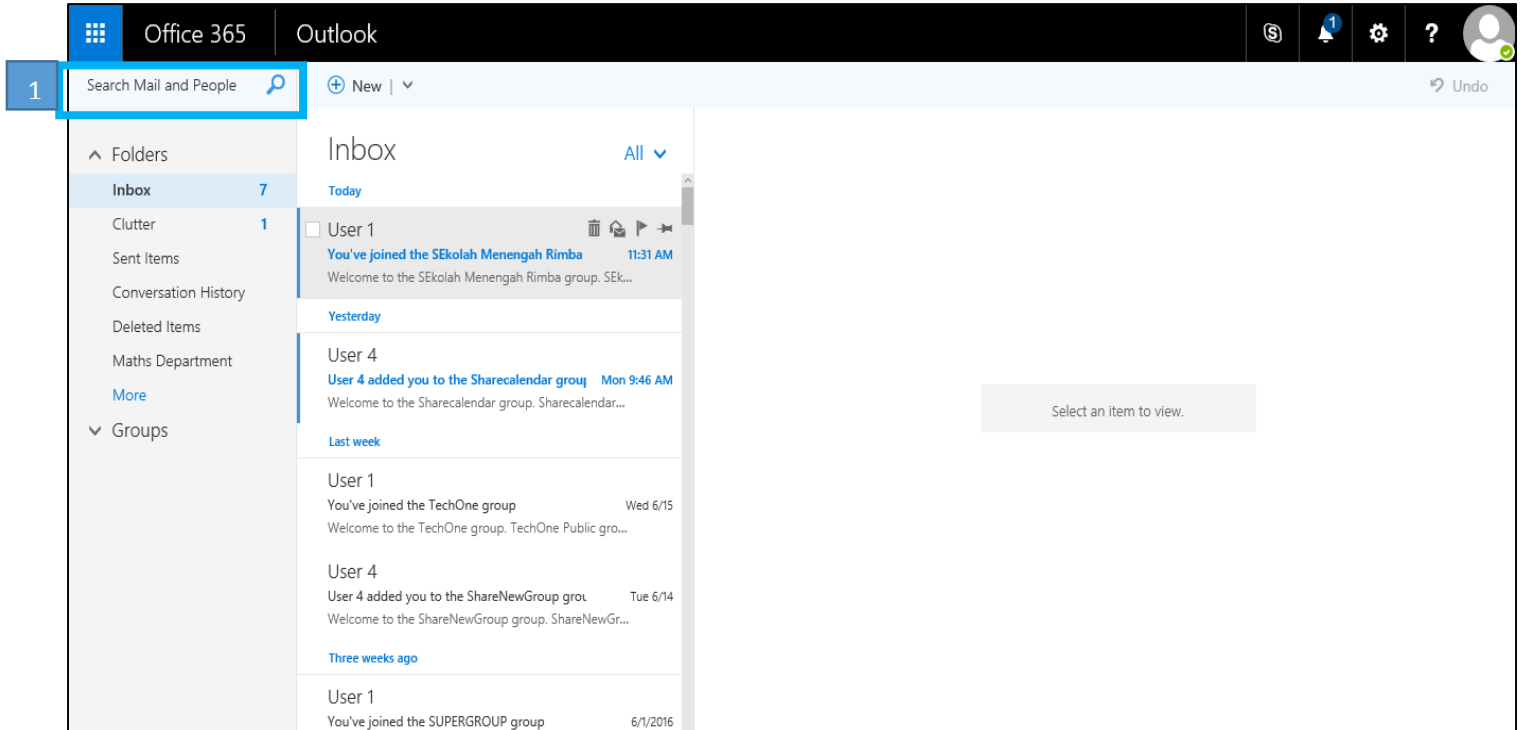 Office 365
Outlook
1
?
1
Search Mail and People
New
Undo
Folders
Inbox 7
Clutter 1
Sent Items
Conversation History
Deleted Items
Maths Department
More
Groups
Inbox
All
Today
User 1
You've joined the SEkolah Menengah Rimba 11:31 AM
Welcome to the SEkolah Menengah Rimba group. SEk...
Yesterday
User 4
User 4 added you to the Sharecalendar group Mon 9:46 AM
Welcome to the Sharecalendar group. Sharecalendar...
Last week
User 1
You've joined the TechOne group Wed 6/15
Welcome to the TechOne group. TechOne Public gro...
User 4
User 4 added you to the ShareNewGroup grou Tue 6/14
Welcome to the ShareNewGroup group. ShareNewGr...
Three weeks ago
User 1
You've joined the SUPERGROUP group 6/1/2016
Select an item to view.